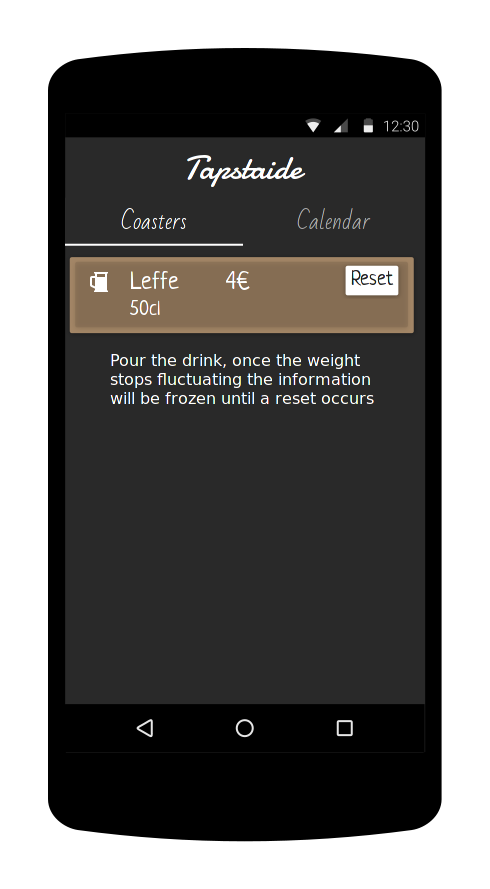 12:30
Tapstaide
Coasters Calendar
Leffe 4€ Reset
50cl
Pour the drink, once the weight
stops fluctuating the information
will be frozen until a reset occurs